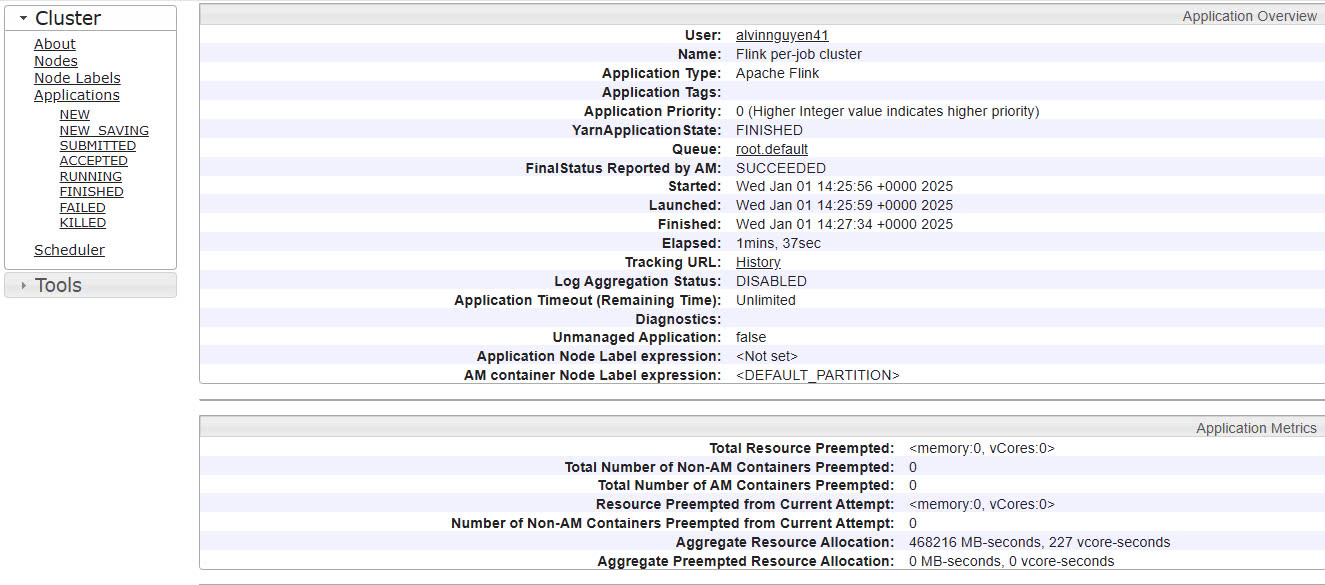 Cluster
About
Nodes
Node Labels
Applications
NEW
NEW_SAVING
SUBMITTED
ACCEPTED
RUNNING
FINISHED
FAILED
KILLED
Scheduler
Tools
Application Overview
User: alvinnguyen41
Name: Flink per-job cluster
Application Type: Apache Flink
Application Tags:
Application Priority: 0 (Higher Integer value indicates higher priority)
YarnApplicationState: FINISHED
Queue: root.default
FinalStatus Reported by AM: SUCCEEDED
Started: Wed Jan 01 14:25:56 +0000 2025
Launched: Wed Jan 01 14:25:59 +0000 2025
Finished: Wed Jan 01 14:27:34 +0000 2025
Elapsed: 1mins, 37sec
Tracking URL: History
Log Aggregation Status: DISABLED
Application Timeout (Remaining Time): Unlimited
Diagnostics:
Unmanaged Application: false
Application Node Label expression: <Not set>
AM container Node Label expression: <DEFAULT_PARTITION>
Application Metrics
Total Resource Preempted: <memory:0, vCores:0>
Total Number of Non-AM Containers Preempted: 0
Total Number of AM Containers Preempted: 0
Resource Preempted from Current Attempt: <memory:0, vCores:0>
Number of Non-AM Containers Preempted from Current Attempt: 0
Aggregate Resource Allocation: 468216 MB-seconds, 227 vcore-seconds
Aggregate Preempted Resource Allocation: 0 MB-seconds, 0 vcore-seconds